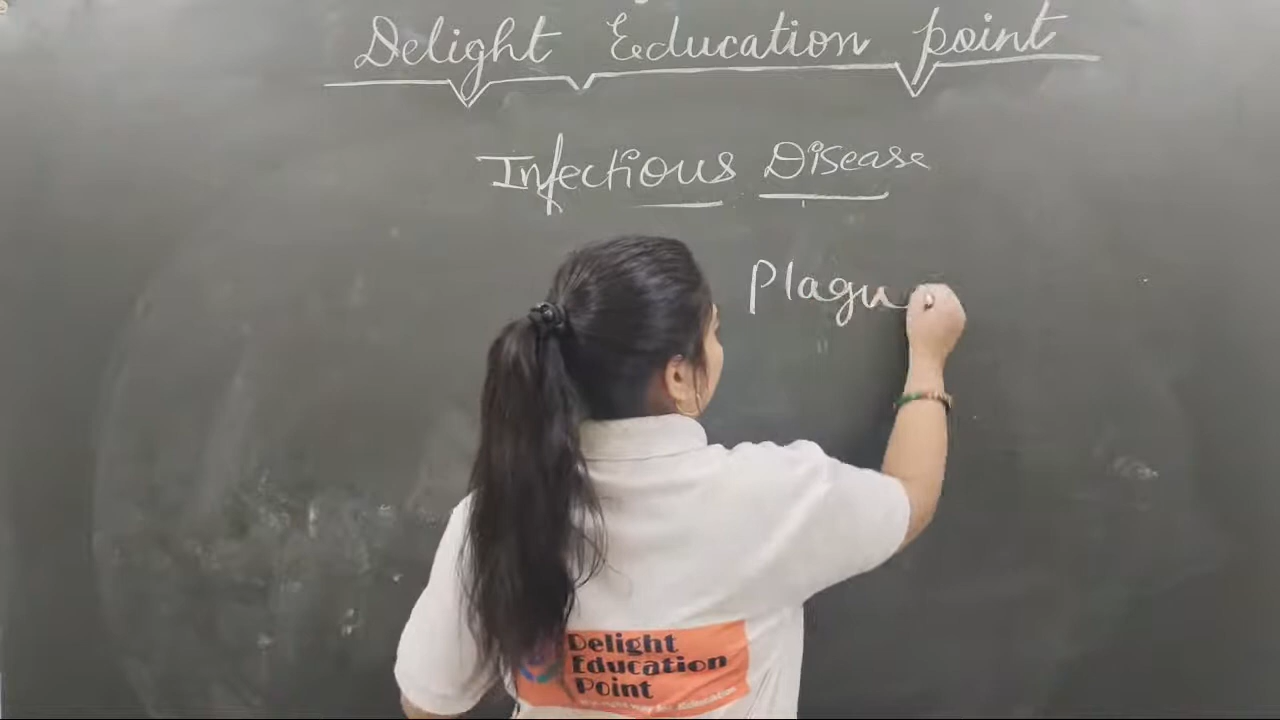 Delight Education point
Infectious Disease
Plagu
Delight
Education
Point